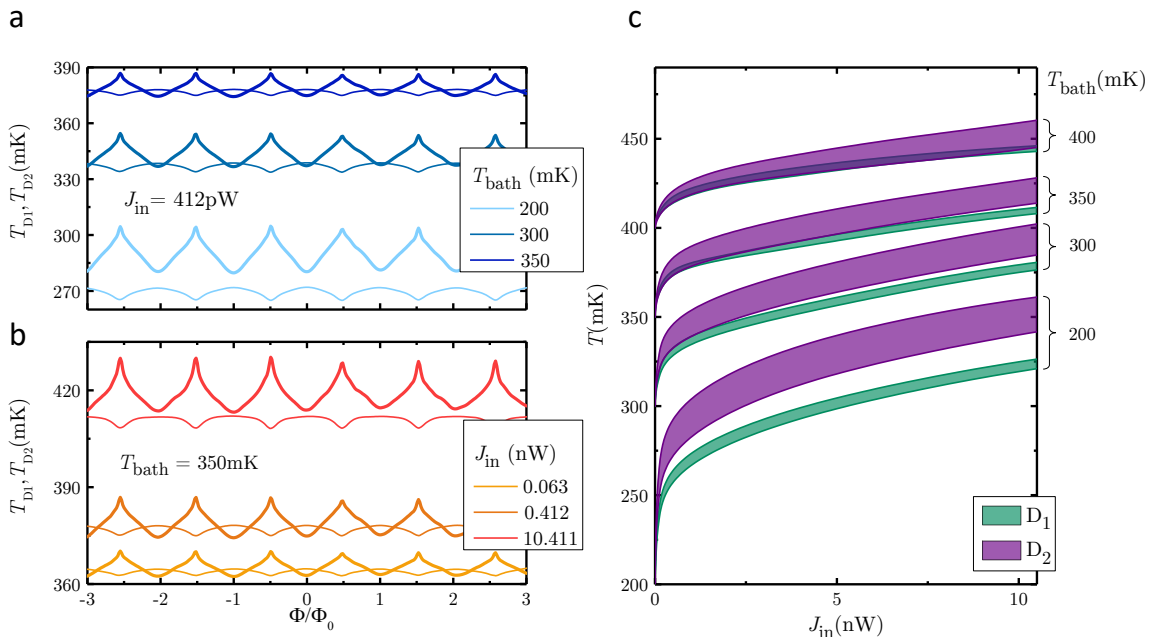 a
390
360
330
300
270
T_D1, T_D2 (mK)
J_in = 412pW
T_bath (mK)
200
300
350
b
420
390
360
T_D1, T_D2 (mK)
T_bath = 350mK
J_in (nW)
0.063
0.412
10.411
-3 -2 -1 0 1 2 3
Φ/Φ_0
c
T_bath(mK)
400
350
300
200
450
400
350
300
250
200
T(mK)
D_1
D_2
0 5 10
J_in(nW)